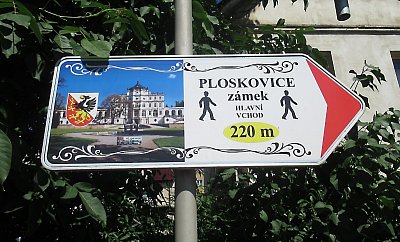 PLOSKOVICE
zámek
HLAVNÍ
VCHOD
220 m